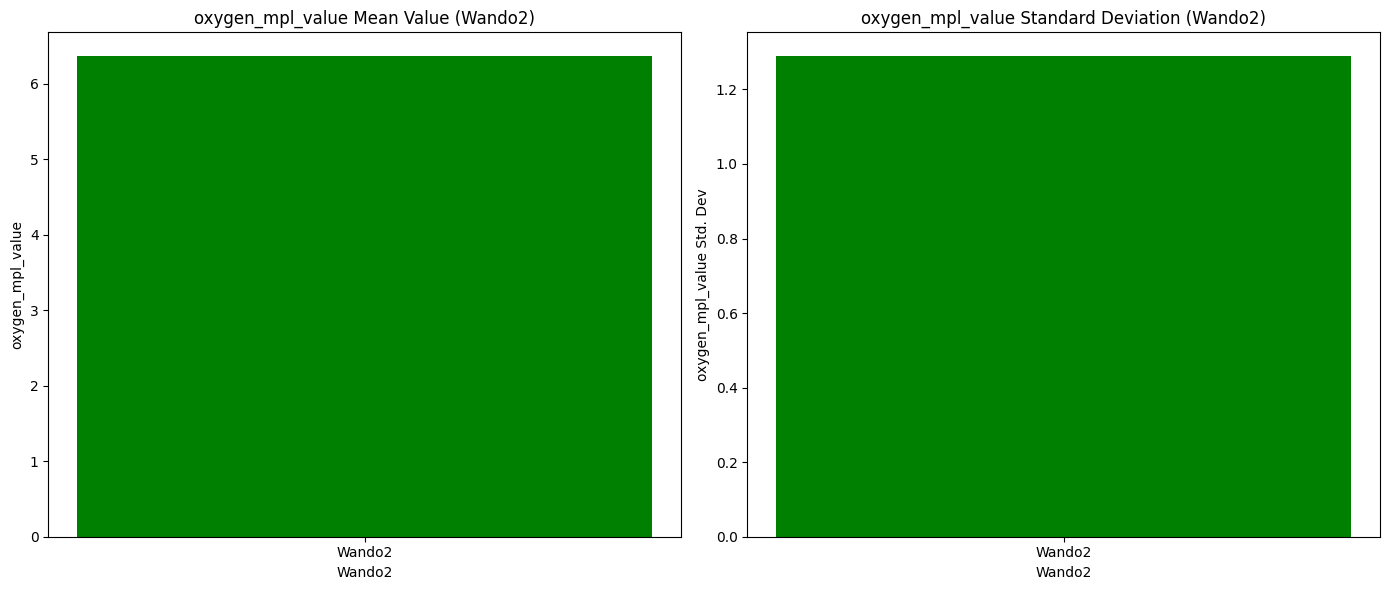 oxygen_mpl_value Mean Value (Wando2)
oxygen_mpl_value
6
5
4
3
2
1
0
Wando2
Wando2
oxygen_mpl_value Standard Deviation (Wando2)
oxygen_mpl_value Std. Dev
1.2
1.0
0.8
0.6
0.4
0.2
0.0
Wando2
Wando2